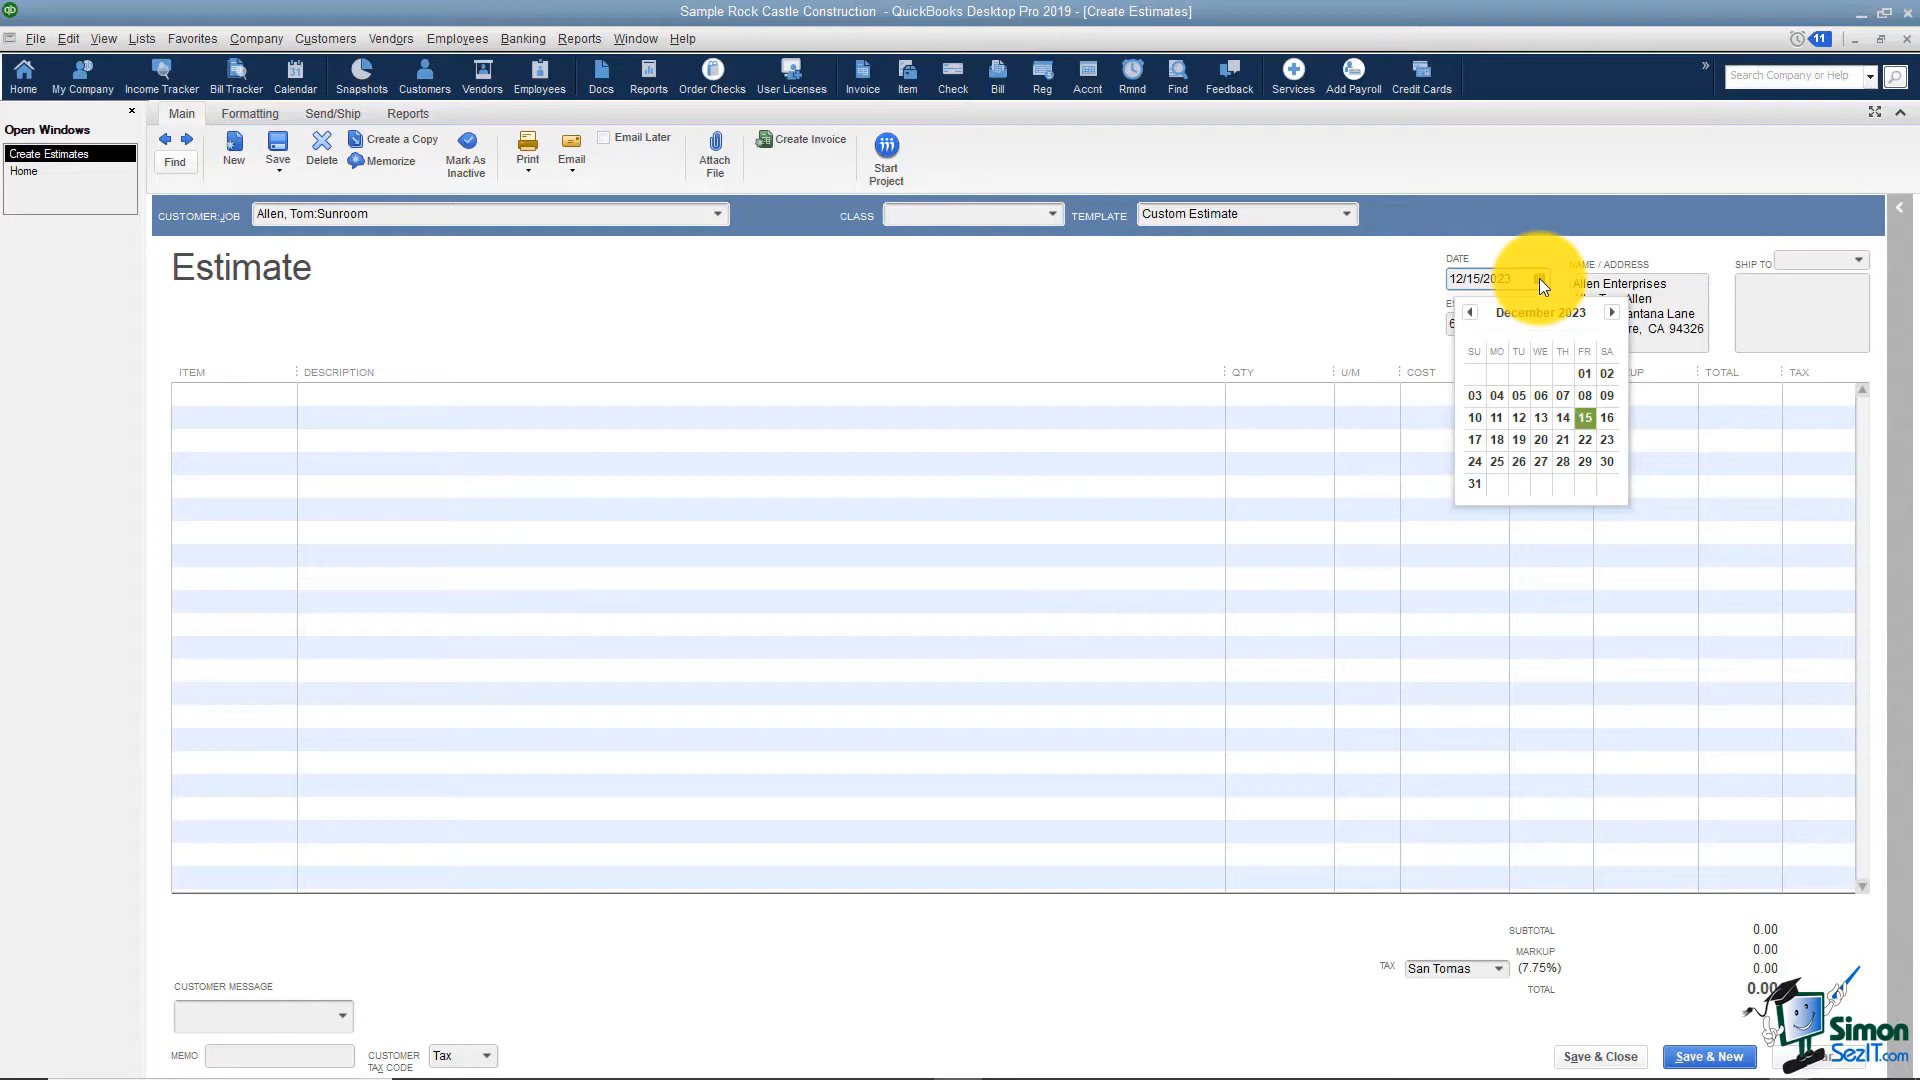 Sample Rock Castle Construction - QuickBooks Desktop Pro 2019 - [Create Estimates]
File Edit View Lists Favorites Company Customers Vendors Employees Banking Reports Window Help
11
Home My Company Income Tracker Bill Tracker Calendar Snapshots Customers Vendors Employees Docs Reports Order Checks User Licenses Invoice Item Check Bill Reg Accnt Rmnd Find Feedback Services Add Payroll Credit Cards
Search Company or Help
Main Formatting Send/Ship Reports
Open Windows
Create Estimates
Home
Find
New
Save
Delete
Create a Copy
Memorize
Mark As
Inactive
Print
Email
Email Later
Attach
File
Create Invoice
Start
Project
CUSTOMER:JOB Allen, Tom:Sunroom CLASS TEMPLATE Custom Estimate
Estimate
DATE
12/15/2023
NAME / ADDRESS
Allen Enterprises
Allen
antana Lane
re, CA 94326
SHIP TO
December 2023
SU MO TU WE TH FR SA
01 02
03 04 05 06 07 08 09
10 11 12 13 14 15 16
17 18 19 20 21 22 23
24 25 26 27 28 29 30
31
ITEM DESCRIPTION QTY U/M COST UP TOTAL TAX
SUBTOTAL 0.00
MARKUP 0.00
TAX San Tomas (7.75%) 0.00
TOTAL 0.00
CUSTOMER MESSAGE
MEMO
CUSTOMER
TAX CODE
Tax
Save & Close Save & New
Simon
SezIT.com